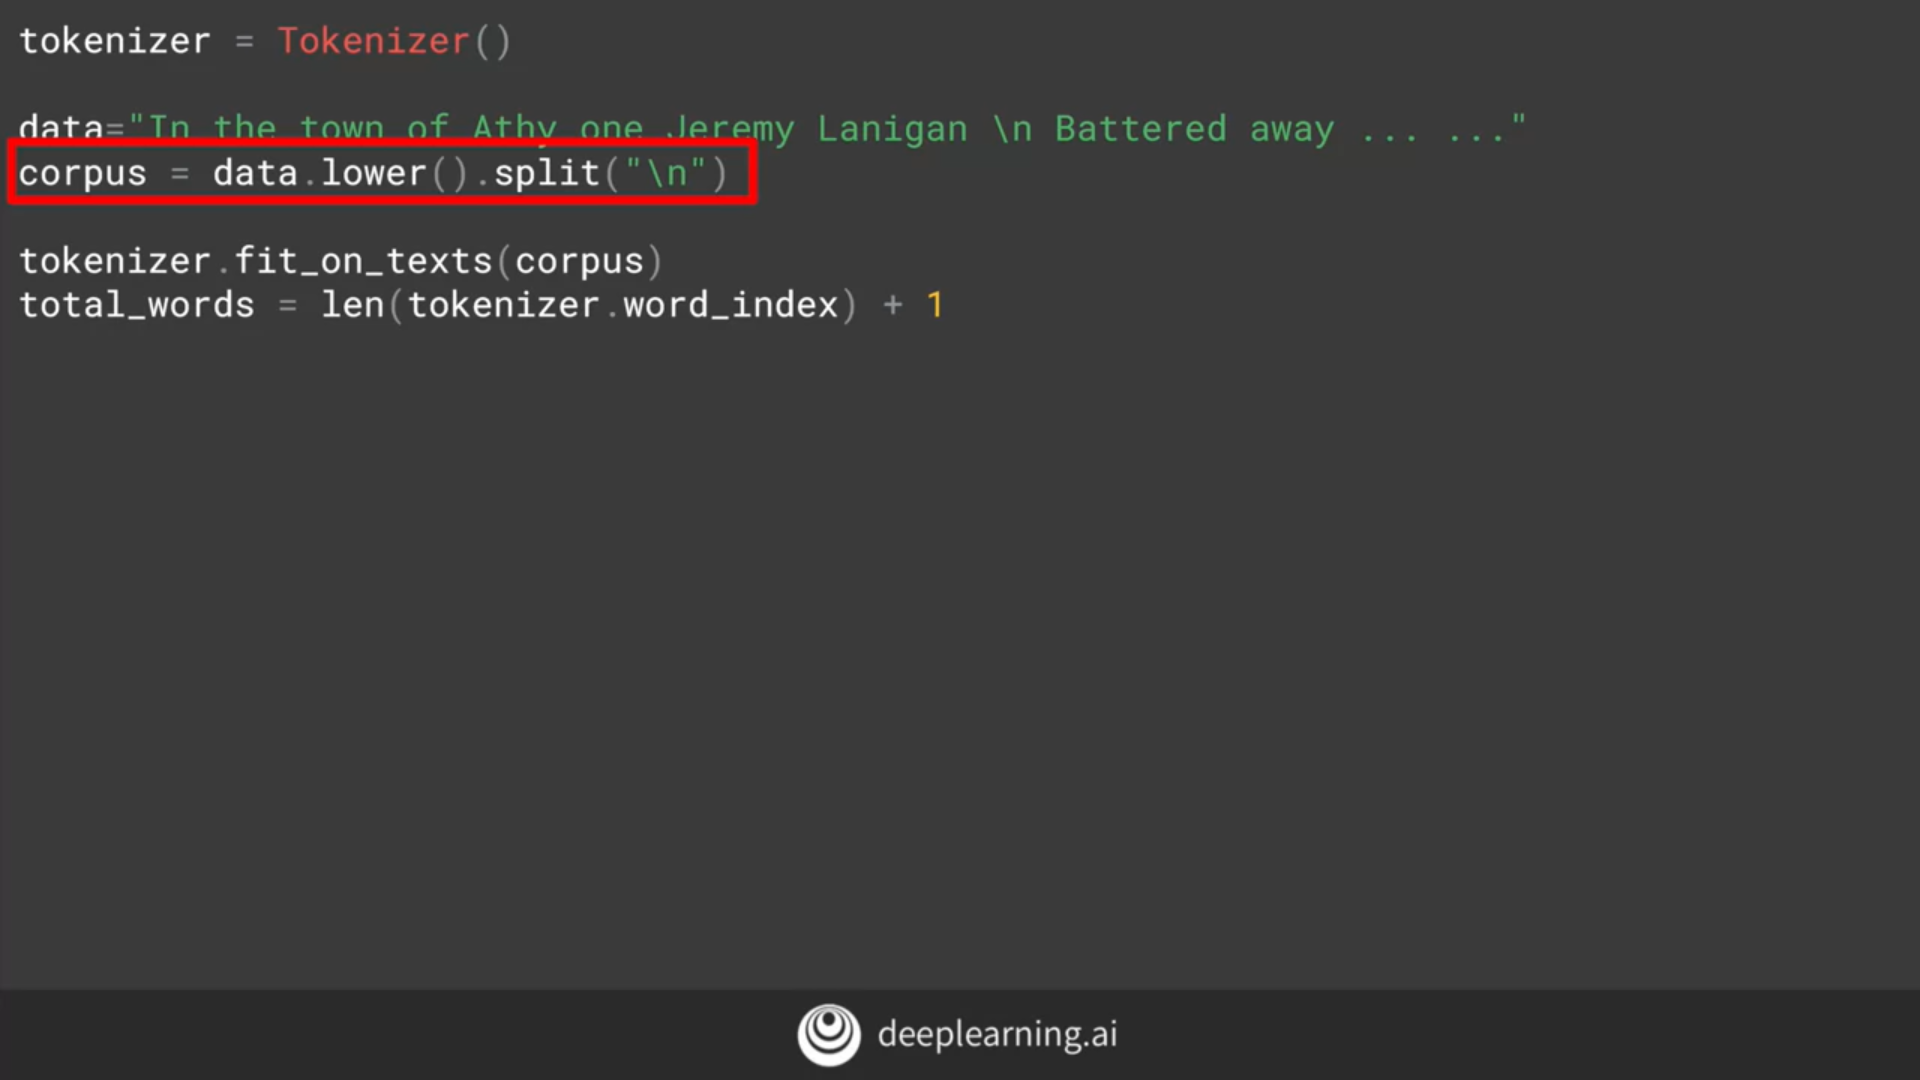 tokenizer = Tokenizer()
data="In the town of Athy one Jeremy Lanigan \n Battered away ... ..."
corpus = data.lower().split("\n")
tokenizer.fit_on_texts(corpus)
total_words = len(tokenizer.word_index) + 1
deeplearning.ai